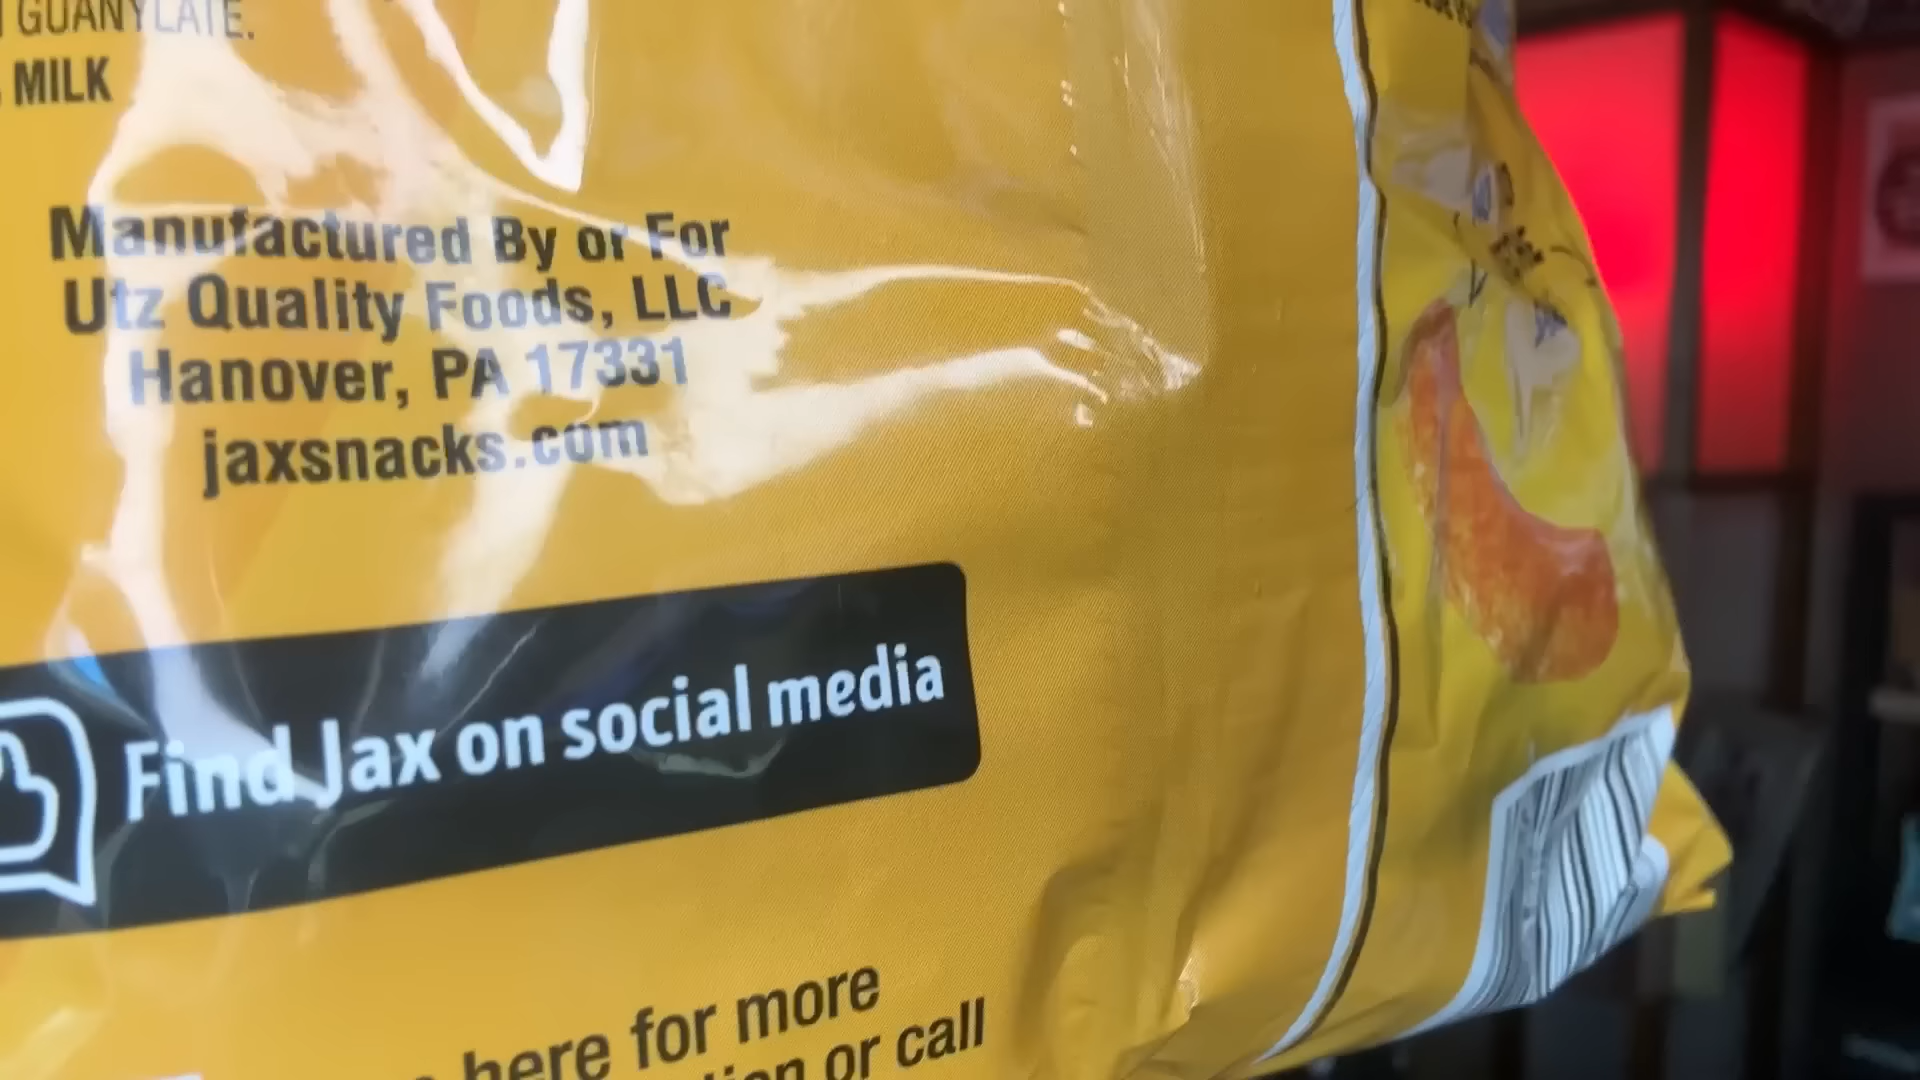 GUANYLATE.
MILK
Manufactured By or For
Utz Quality Foods, LLC
Hanover, PA 17331
jaxsnacks.com
Find Jax on social media
here for more
or call